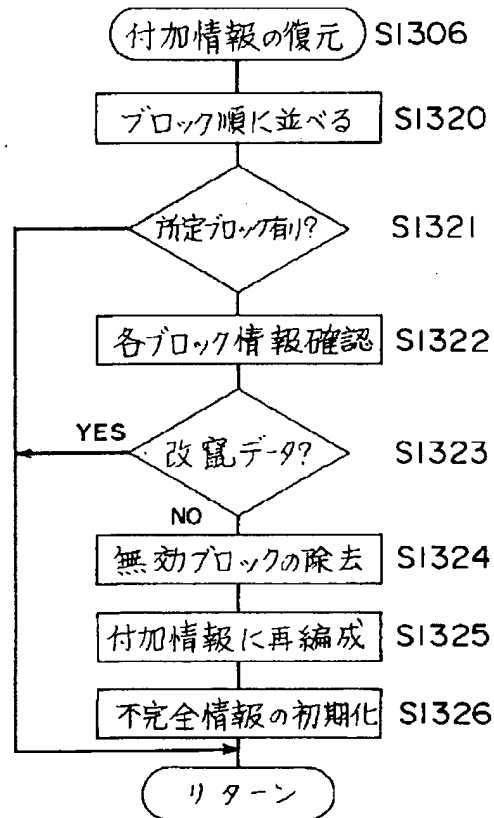 付加情報の復元 S1306
ブロック順に並べる S1320
所定ブロック有り? S1321
各ブロック情報確認 S1322
YES
改竄データ? S1323
NO
無効ブロックの除去 S1324
付加情報に再編成 S1325
不完全情報の初期化 S1326
リターン